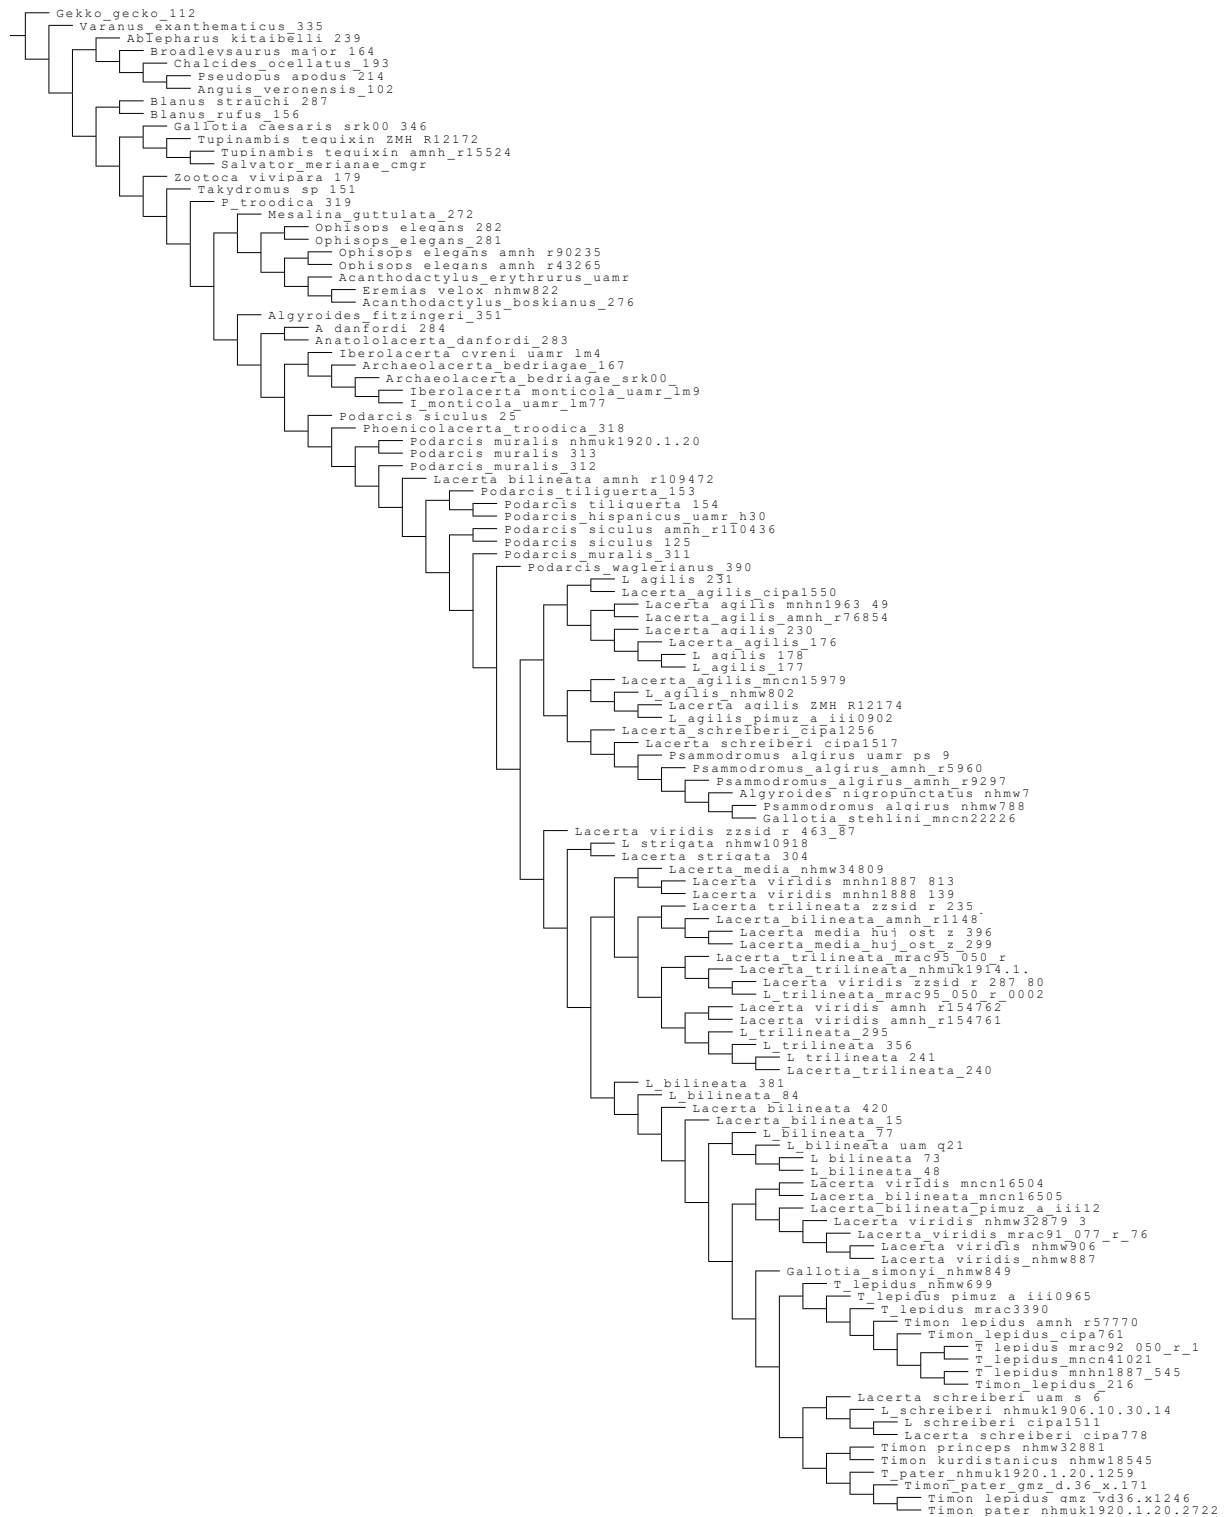 Gekko_gecko_112
Varanus_exanthematicus_335
Ablepharus_kitaibelli_239
Broadleysaurus_major_164
Chalcides_ocellatus_193
Pseudopus_apodus_214
Anguis_veronensis_102
Blanus_strauchi_287
Blanus_rufus_156
Gallotia_caesaris_srk00_346
Tupinambis_teguixin_ZMH_R12172
Tupinambis_teguixin_amnh_r15524
Salvator_merianae_cmgr
Zootoca_vivipara_179
Takydromus_sp_151
P_troodica_319
Mesalina_guttulata_272
Ophisops_elegans_282
Ophisops_elegans_281
Ophisops_elegans_amnh_r90235
Ophisops_elegans_amnh_r43265
Acanthodactylus_erythrurus_uamr
Eremias_velox_nhmw822
Acanthodactylus_boskianus_276
Algyroides_fitzingeri_351
A_danfordi_284
Anatololacerta_danfordi_283
Iberolacerta_cyreni_uamr_lm4
Archaeolacerta_bedriagae_167
Archaeolacerta_bedriagae_srk00_
Iberolacerta_monticola_uamr_lm9
I_monticola_uamr_lm77
Podarcis_siculus_25
Phoenicolacerta_troodica_318
Podarcis_muralis_nhmuk1920.1.20
Podarcis_muralis_313
Podarcis_muralis_312
Lacerta_bilineata_amnh_r109472
Podarcis_tiliguerta_153
Podarcis_tiliguerta_154
Podarcis_hispanicus_uamr_h30
Podarcis_siculus_amnh_r110436
Podarcis_siculus_125
Podarcis_muralis_311
Podarcis_waglerianus_390
L_agilis_231
Lacerta_agilis_cipa1550
Lacerta_agilis_mnhn1963_49
Lacerta_agilis_amnh_r76854
Lacerta_agilis_230
Lacerta_agilis_176
L_agilis_178
L_agilis_177
Lacerta_agilis_mncn15979
L_agilis_nhmw802
Lacerta_agilis_ZMH_R12174
L_agilis_pimuz_a_iii0902
Lacerta_schreiberi_cipa1256
Lacerta_schreiberi_cipa1517
Psammodromus_algirus_uamr_ps_9
Psammodromus_algirus_amnh_r5960
Psammodromus_algirus_amnh_r9297
Algyroides_nigropunctatus_nhmw7
Psammodromus_algirus_nhmw788
Gallotia_stehlini_mncn22226
Lacerta_viridis_zzsid_r_463_87
L_strigata_nhmw10918
Lacerta_strigata_304
Lacerta_media_nhmw34809
Lacerta_viridis_mnhn1887_813
Lacerta_viridis_mnhn1888_139
Lacerta_trilineata_zzsid_r_235_
Lacerta_bilineata_amnh_r1148
Lacerta_media_huj_ost_z_396
Lacerta_media_huj_ost_z_299
Lacerta_trilineata_mrac95_050_r
Lacerta_trilineata_nhmuk1914.1.
Lacerta_viridis_zzsid_r_287_80
L_trilineata_mrac95_050_r_0002
Lacerta_viridis_amnh_r154762
Lacerta_viridis_amnh_r154761
L_trilineata_295
L_trilineata_356
L_trilineata_241
Lacerta_trilineata_240
L_bilineata_381
L_bilineata_84
Lacerta_bilineata_420
Lacerta_bilineata_15
L_bilineata_77
L_bilineata_uam_q21
L_bilineata_73
L_bilineata_48
Lacerta_viridis_mncn16504
Lacerta_bilineata_mncn16505
Lacerta_bilineata_pimuz_a_iii12
Lacerta_viridis_nhmw32879_3
Lacerta_viridis_mrac91_077_r_76
Lacerta_viridis_nhmw906
Lacerta_viridis_nhmw887
Gallotia_simonyi_nhmw849
T_lepidus_nhmw699
T_lepidus_pimuz_a_iii0965
T_lepidus_mrac3390
Timon_lepidus_amnh_r57770
Timon_lepidus_cipa761
T_lepidus_mrac92_050_r_1
T_lepidus_mncn41021
T_lepidus_mnhn1887_545
Timon_lepidus_216
Lacerta_schreiberi_uam_s_6
L_schreiberi_nhmuk1906.10.30.14
L_schreiberi_cipa1511
Lacerta_schreiberi_cipa778
Timon_princeps_nhmw32881
Timon_kurdistanicus_nhmw18545
T_pater_nhmuk1920.1.20.1259
Timon_pater_gmz_d.36_x.171
Timon_lepidus_gmz_vd36.x1246
Timon_pater_nhmuk1920.1.20.2722